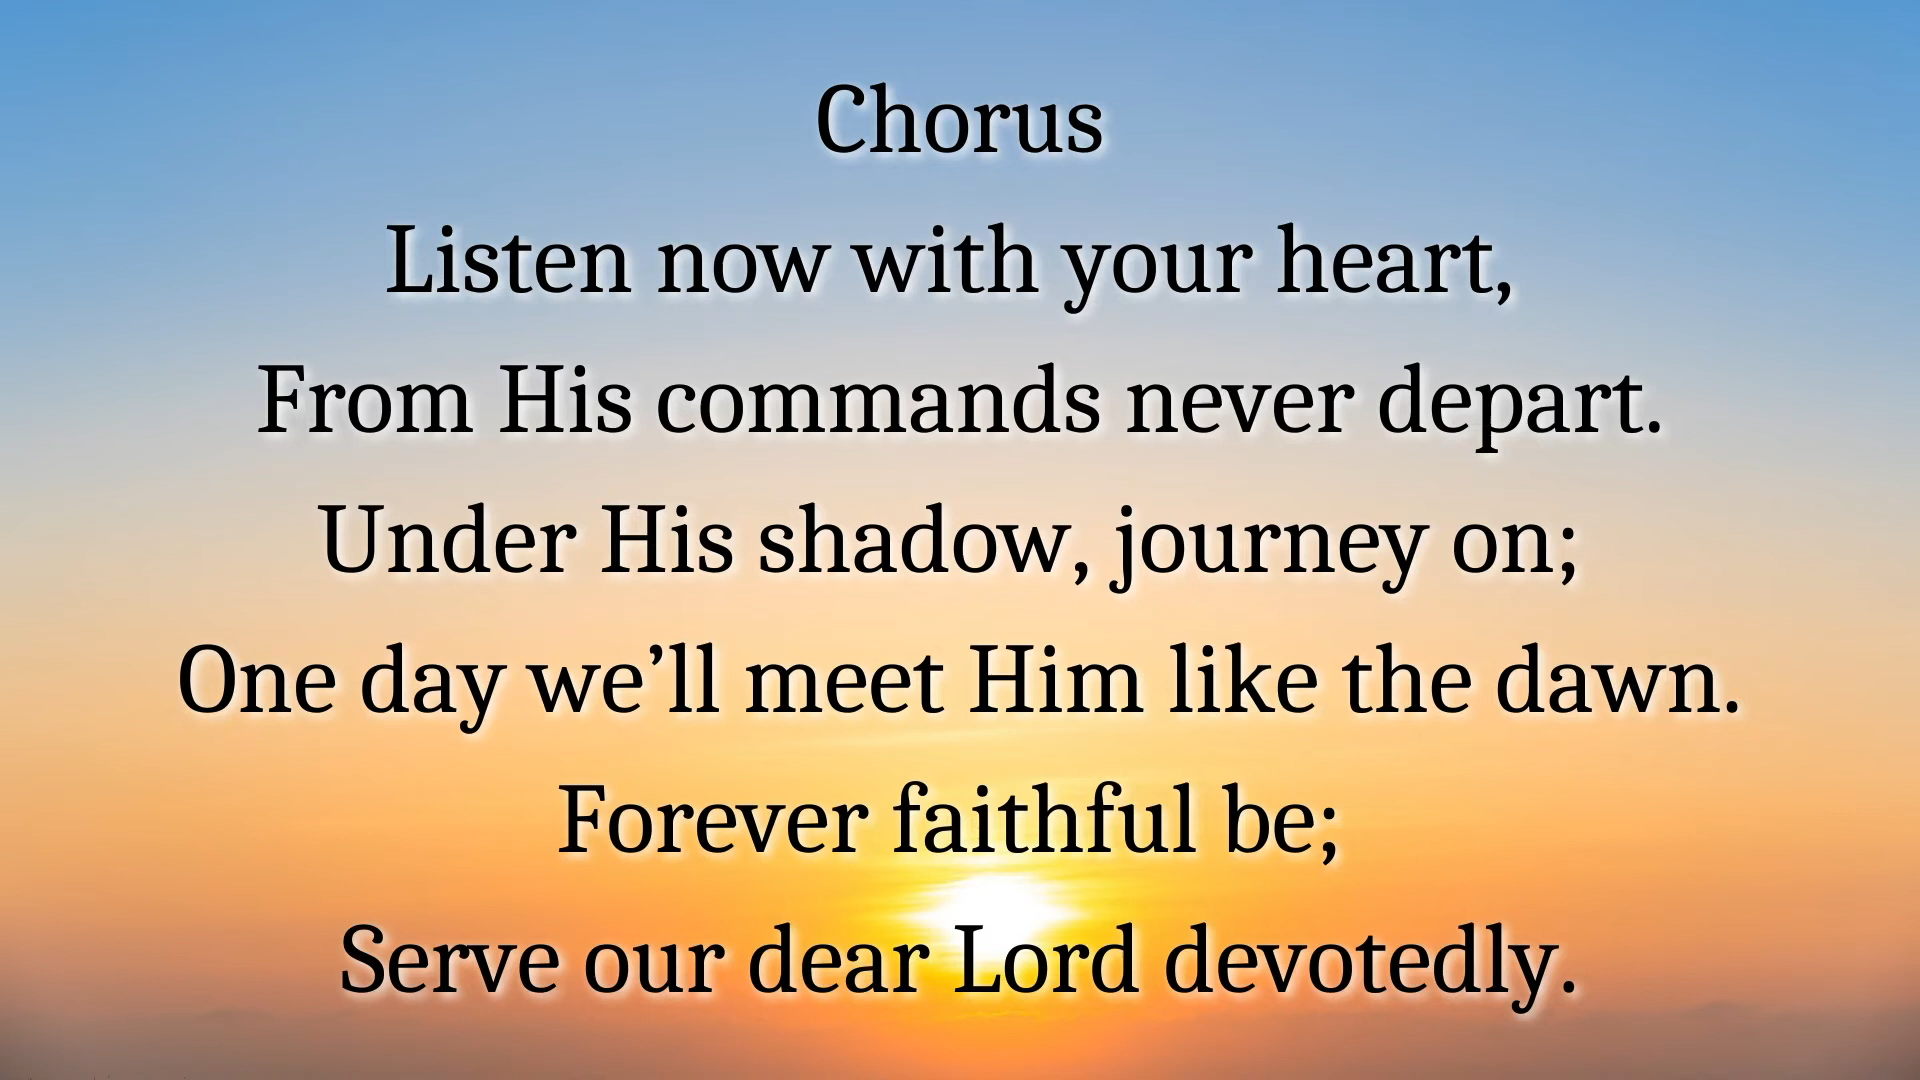 Chorus
Listen now with your heart,
From His commands never depart.
Under His shadow, journey on;
One day we’ll meet Him like the dawn.
Forever faithful be;
Serve our dear Lord devotedly.